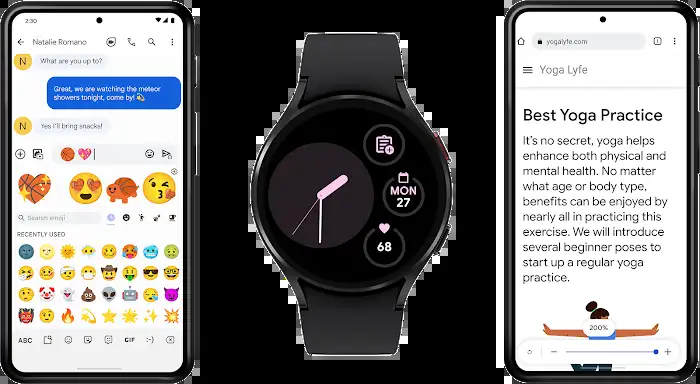 2:30
Natalie Romano
N
What are you up to?
Great, we are watching the meteor
showers tonight, come by! 💫
N
Yes I'll bring snacks!
Search emoji
RECENTLY USED
ABC
GIF
:-)
MON
27
68
yogalyfe.com
1
Yoga Lyfe
Best Yoga Practice
It's no secret, yoga helps
enhance both physical and
mental health. No matter
what age or body type,
benefits can be enjoyed by
nearly all in practicing this
exercise. We will introduce
several beginner poses to
start up a regular yoga
practice.
200%